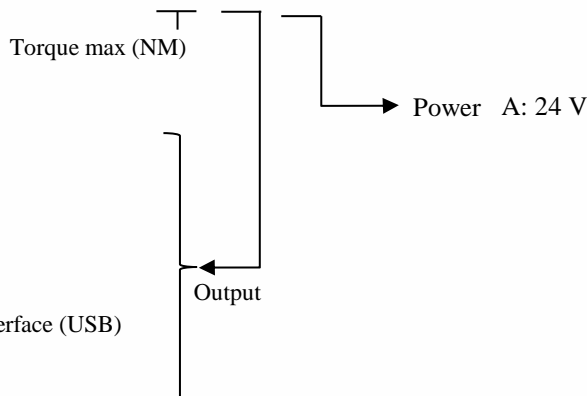 Torque max (NM)
Power A: 24 V
Output
erface (USB)